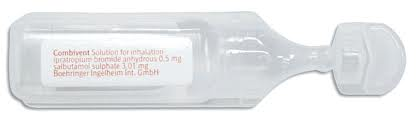 Combivent Solution for inhalation
ipratropium bromide anhydrous 0,5 mg
salbutamol sulphate 3,01 mg
Boehringer Ingelheim Int. GmbH